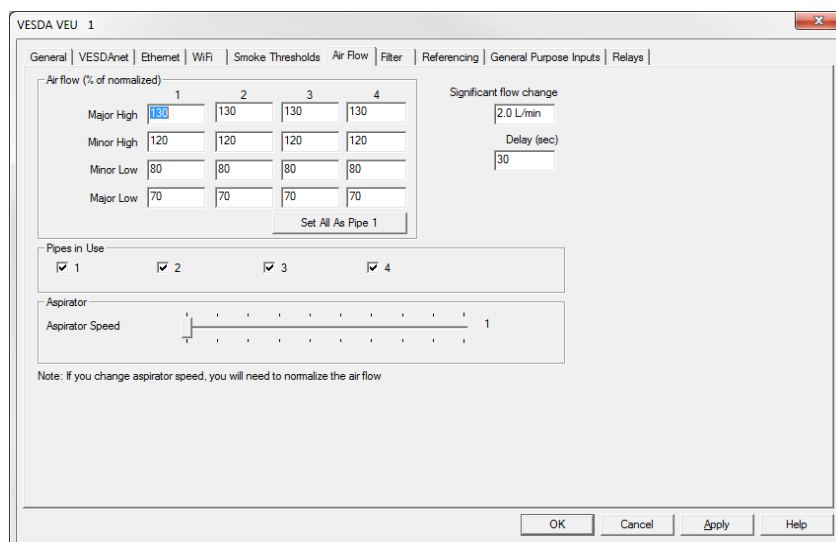 VESDA VEU 1
General VESDAnet Ethernet WiFi Smoke Thresholds Air Flow Filter Referencing General Purpose Inputs Relays
Air flow (% of normalized)
1 2 3 4
Major High 130 130 130 130
Minor High 120 120 120 120
Minor Low 80 80 80 80
Major Low 70 70 70 70
Set All As Pipe 1
Significant flow change
2.0 L/min
Delay (sec)
30
Pipes in Use
1 2 3 4
Aspirator
Aspirator Speed 1
Note: If you change aspirator speed, you will need to normalize the air flow
OK Cancel Apply Help